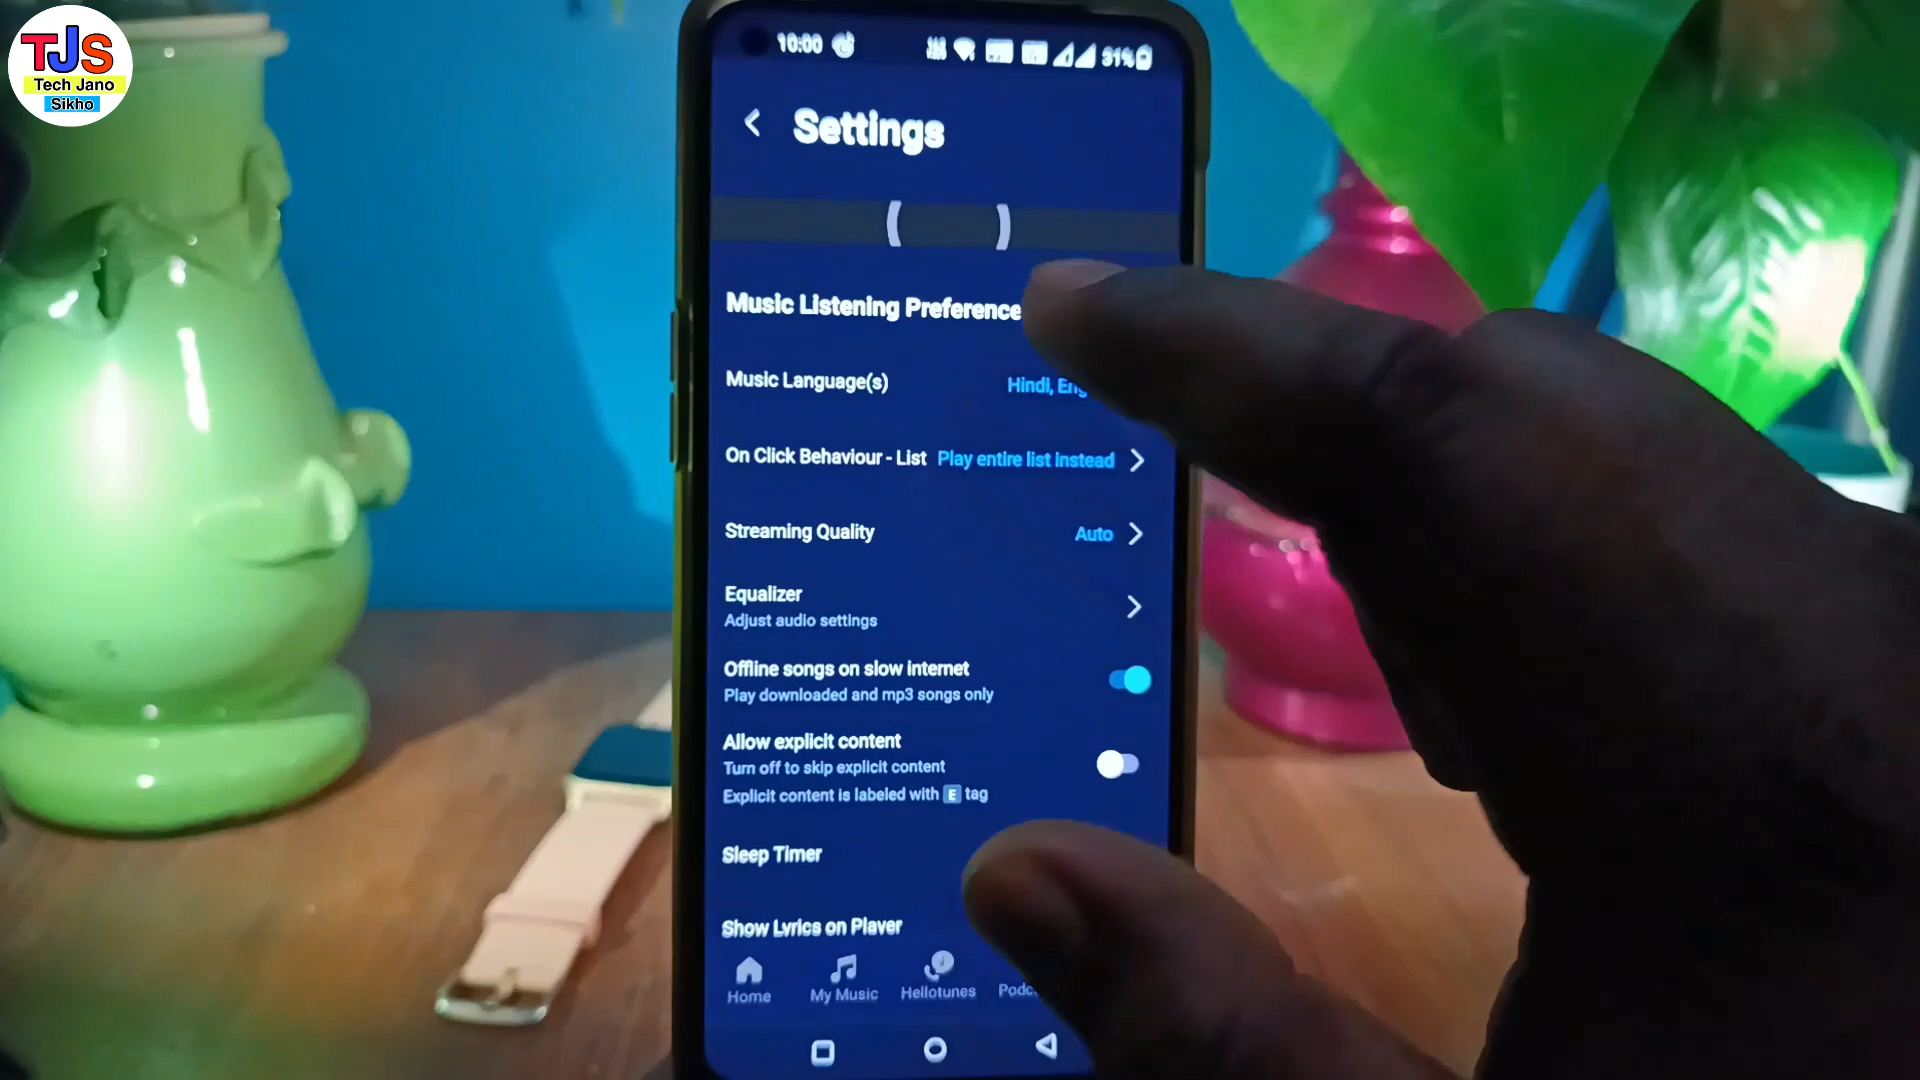 TJS
Tech Jano
Sikho
10:00
31%
Settings
Music Listening Preference
Music Language(s) Hindi,
On Click Behaviour - List Play entire list instead
Streaming Quality Auto
Equalizer
Adjust audio settings
Offline songs on slow internet
Play downloaded and mp3 songs only
Allow explicit content
Turn off to skip explicit content
Explicit content is labeled with E tag
Sleep Timer
Show Lyrics on Player
Home My Music Hellotunes